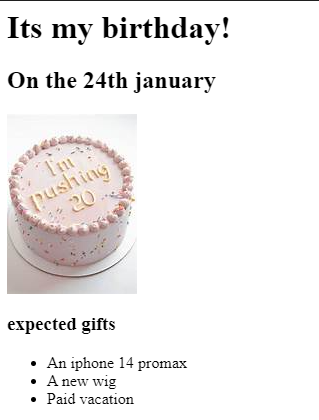 Its my birthday!
On the 24th january
I'm
pushing
20
expected gifts
An iphone 14 promax
A new wig
Paid vacation